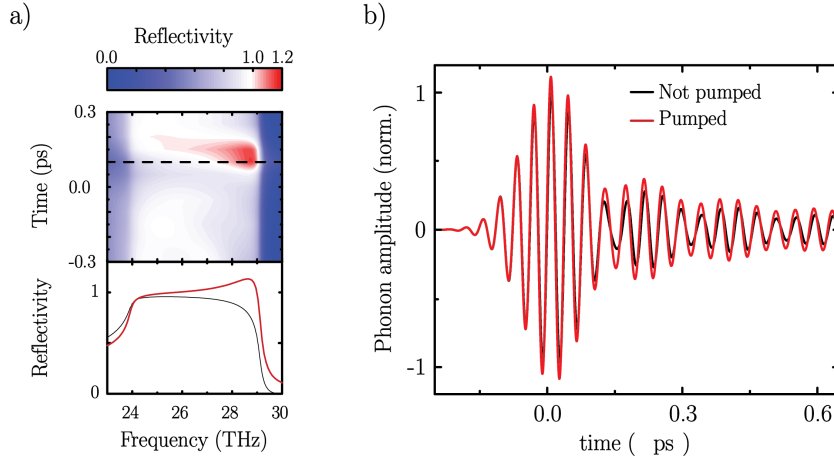 a)
Reflectivity
0.0 1.0 1.2
0.3
0.0
-0.3
Time (ps)
1
0
Reflectivity
23 24 26 28 30
Frequency (THz)
b)
1
0
-1
Phonon amplitude (norm.)
Not pumped
Pumped
0.0 0.3 0.6
time ( ps)